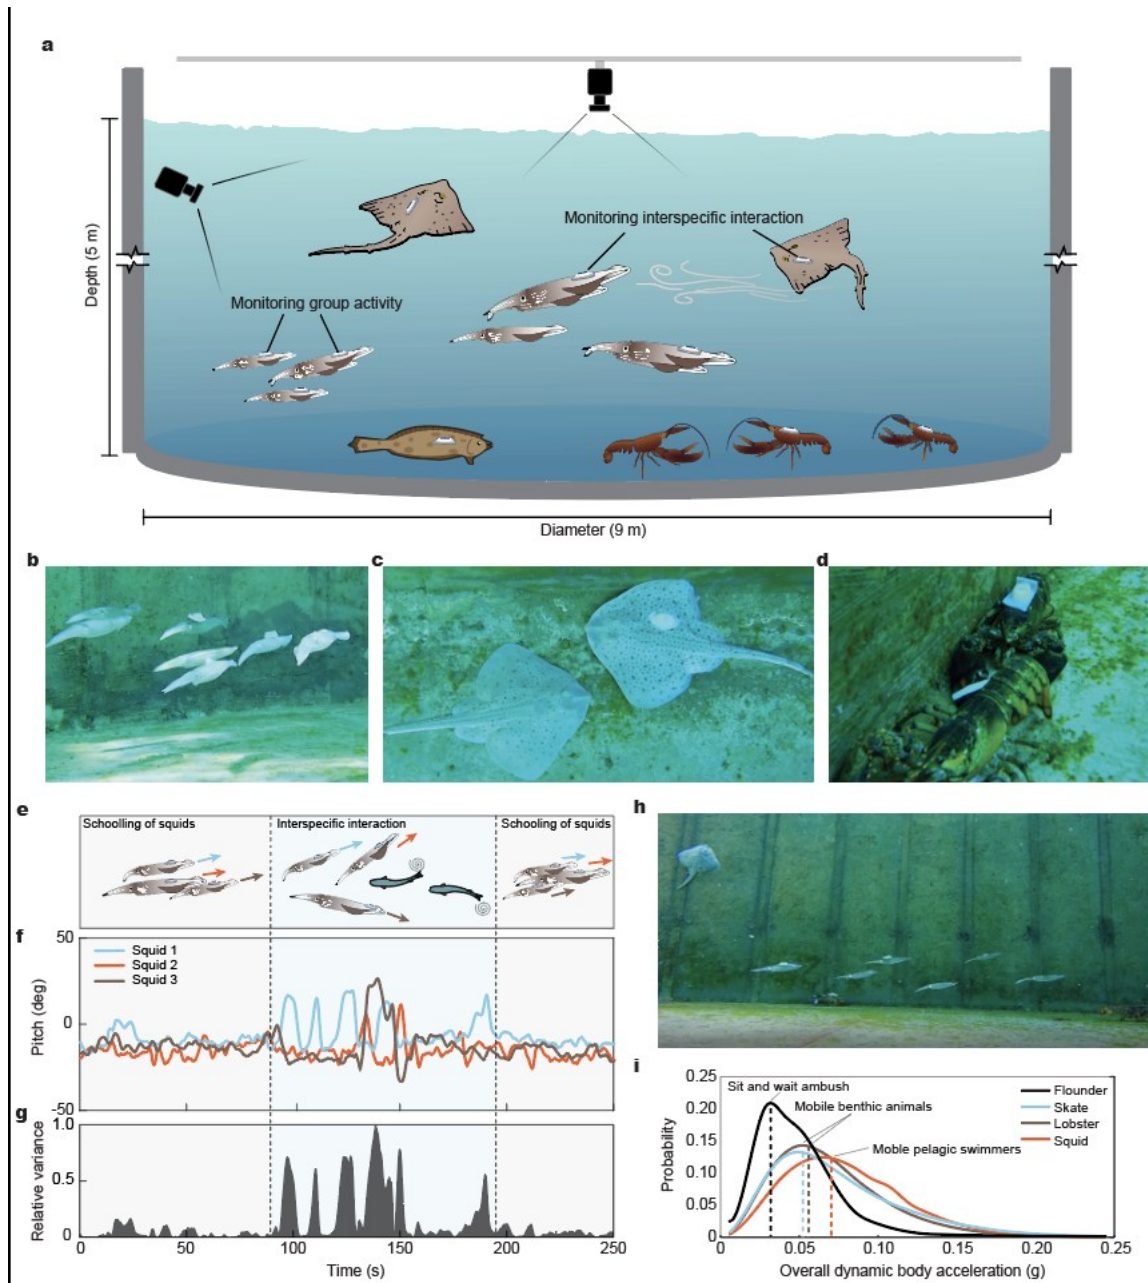 a
Monitoring interspecific interaction
Depth (5 m)
Monitoring group activity
Diameter (9 m)
b
c
d
e
Schoolling of squids
Interspecific interaction
Schooling of squids
f
50
Squid 1
Squid 2
Squid 3
Pitch (deg)
0
-50
g
1.0
Relative variance
0.5
0
0
50
100
150
200
250
Time (s)
h
i
0.25
Sit and wait ambush
Flounder
0.20
Mobile benthic animals
Skate
Lobster
0.15
Squid
Moble pelagic swimmers
Probability
0.10
0.05
0
0.00
0.05
0.10
0.15
0.20
0.25
Overall dynamic body acceleration (g)